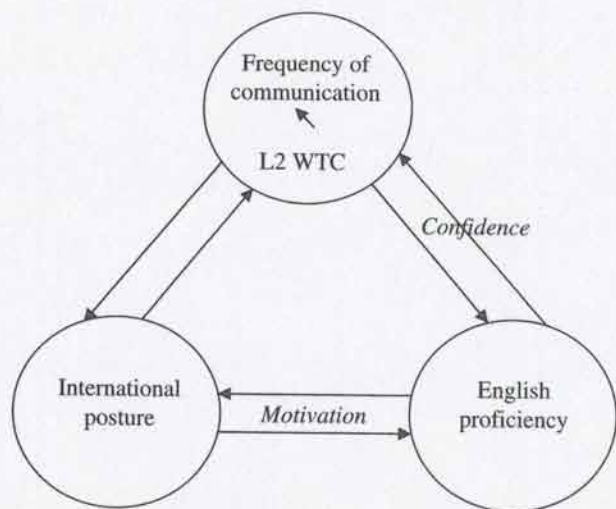 Frequency of
communication
L2 WTC
Confidence
International
posture
Motivation
English
proficiency